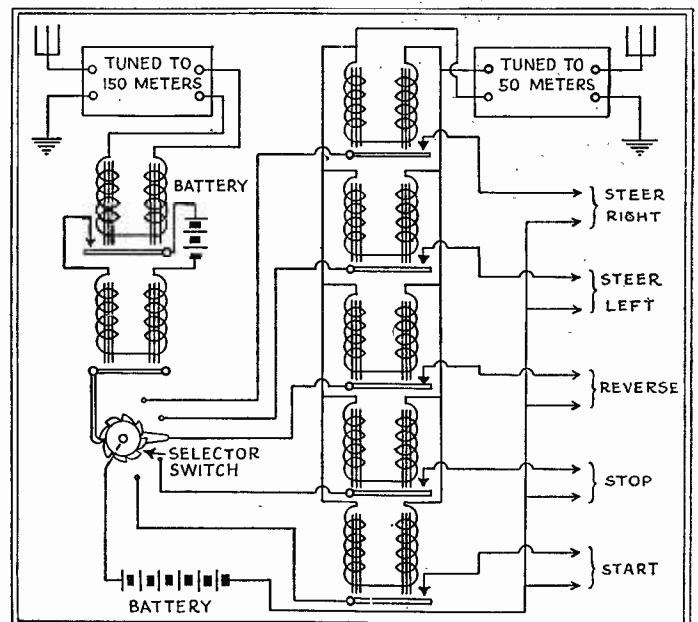 TUNED TO
150 METERS
TUNED TO
50 METERS
BATTERY
STEER
RIGHT
STEER
LEFT
REVERSE
SELECTOR
SWITCH
STOP
START
BATTERY